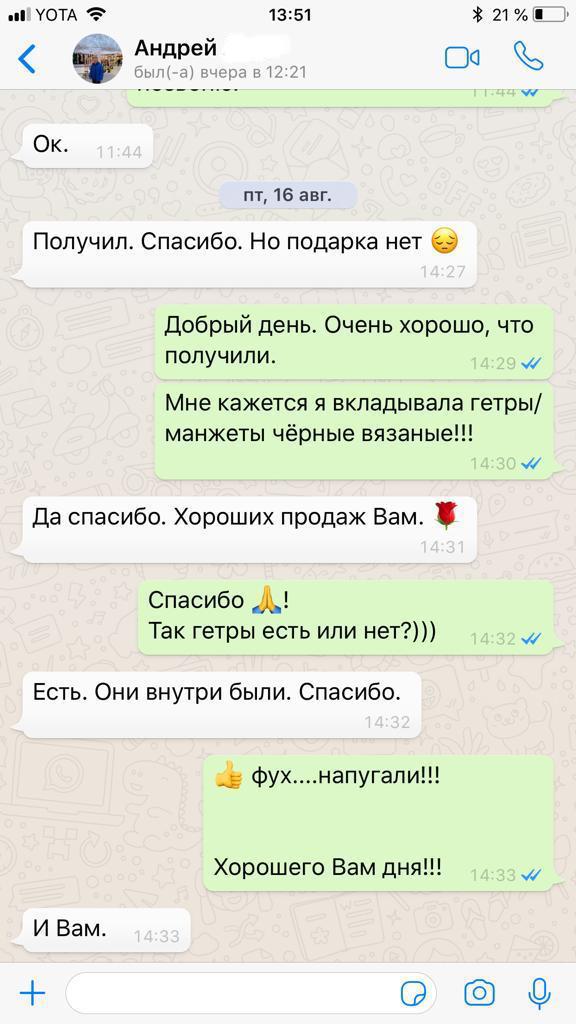 YOTA 13:51 21 %
Андрей
был(-а) вчера в 12:21
11:44
Ок. 11:44
пт, 16 авг.
Получил. Спасибо. Но подарка нет 😔
14:27
Добрый день. Очень хорошо, что
получили. 14:29
Мне кажется я вкладывала гетры/
манжеты чёрные вязаные!!!
14:30
Да спасибо. Хороших продаж Вам. 🌹
14:31
Спасибо 🙏!
Так гетры есть или нет?))) 14:32
Есть. Они внутри были. Спасибо.
14:32
👍 фух....напугали!!!
Хорошего Вам дня!!! 14:33
И Вам. 14:33